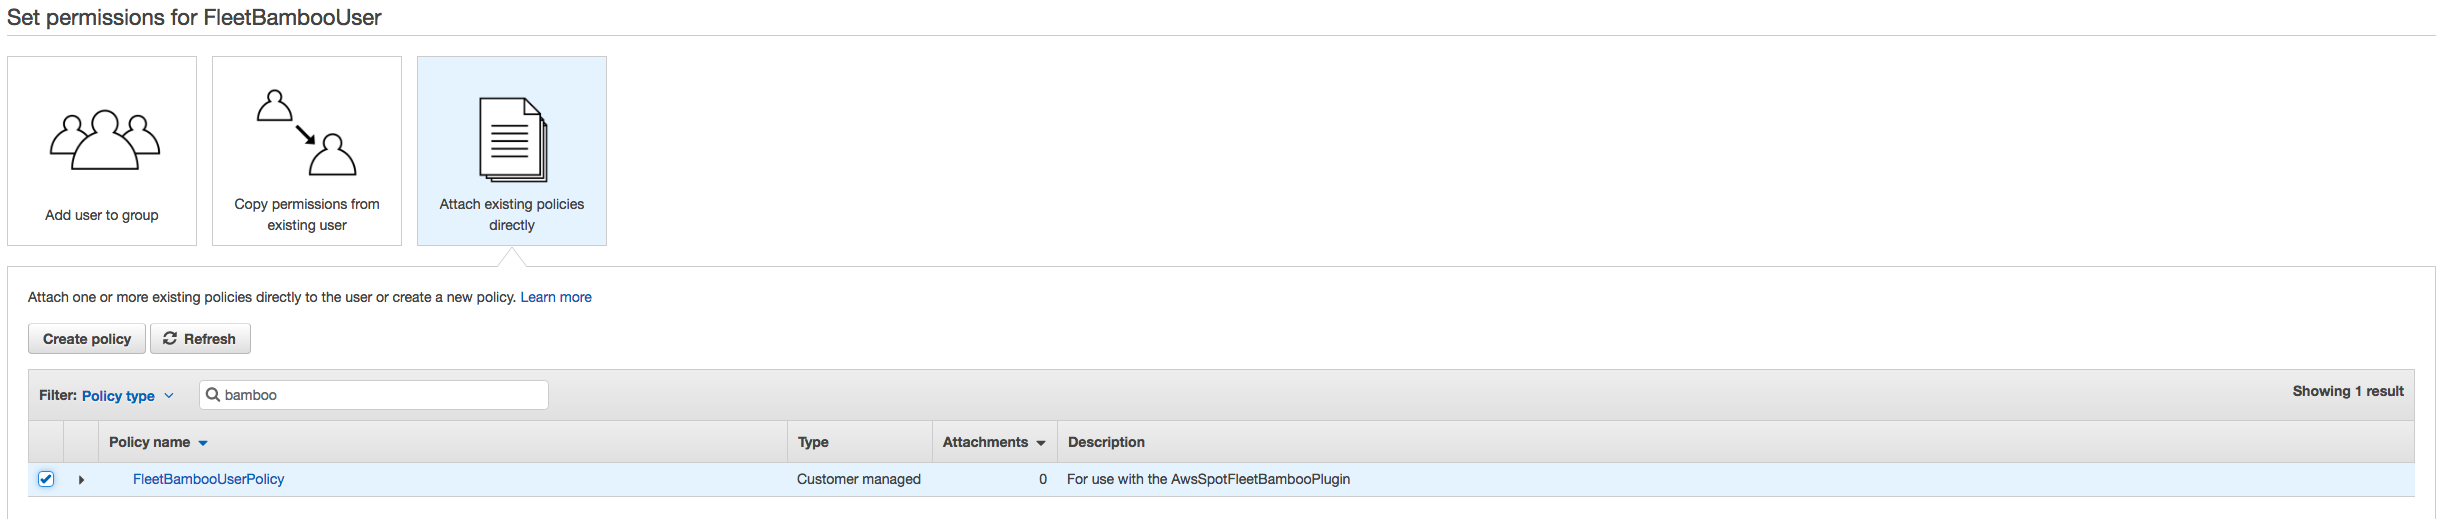 Set permissions for FleetBambooUser
Add user to group
Copy permissions from
existing user
Attach existing policies
directly
Attach one or more existing policies directly to the user or create a new policy. Learn more
Create policy Refresh
Filter: Policy type bamboo Showing 1 result
Policy name Type Attachments Description
FleetBambooUserPolicy Customer managed 0 For use with the AwsSpotFleetBambooPlugin